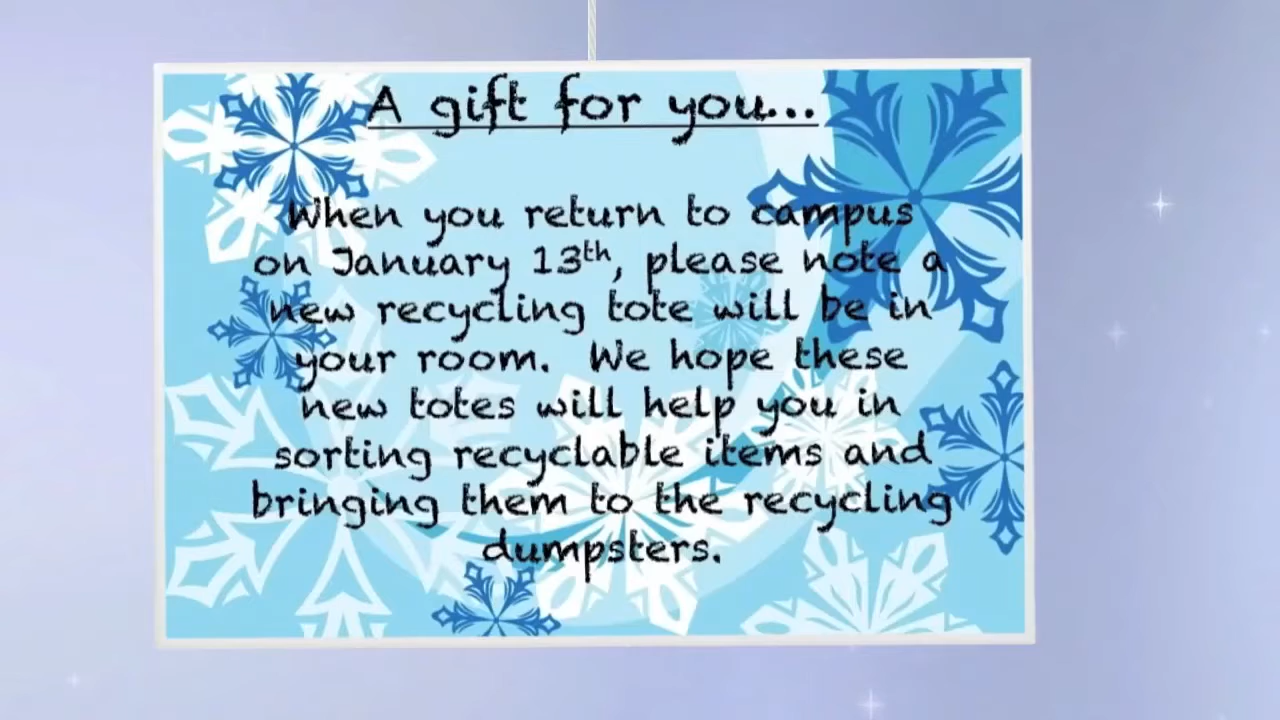 A gift for you...
When you return to campus
on January 13th, please note a
new recycling tote will be in
your room. We hope these
new totes will help you in
sorting recyclable items and
bringing them to the recycling
dumpsters.